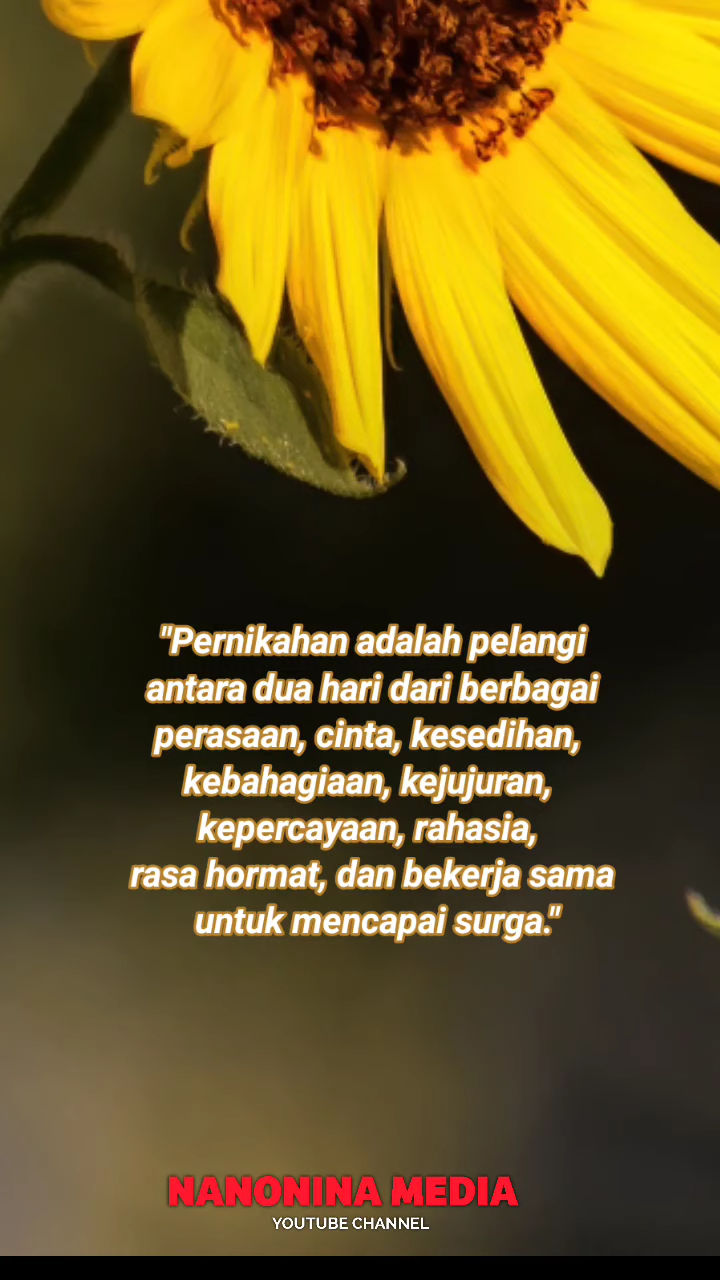 "Pernikahan adalah pelangi
antara dua hari dari berbagai
perasaan, cinta, kesedihan,
kebahagiaan, kejujuran,
kepercayaan, rahasia,
rasa hormat, dan bekerja sama
untuk mencapai surga."
NANONINA MEDIA
YOUTUBE CHANNEL